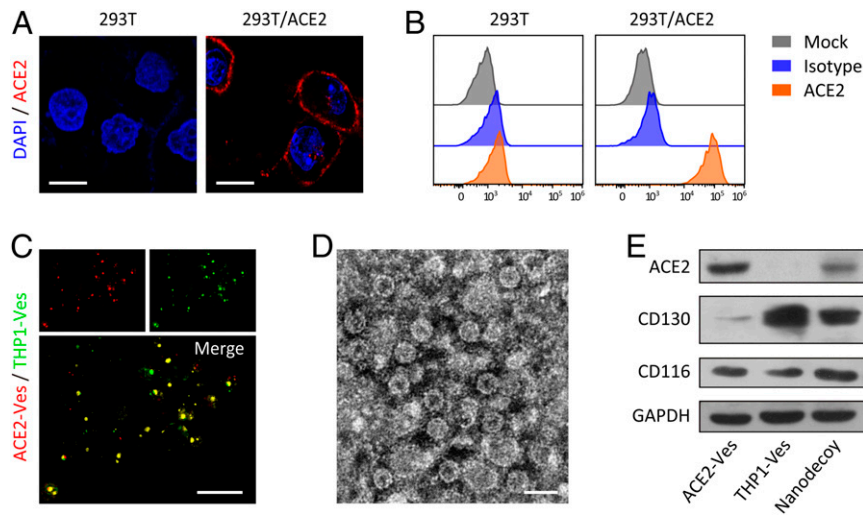 A
293T
293T/ACE2
DAPI / ACE2
B
293T
293T/ACE2
0 10³ 10⁴ 10⁵ 10⁶
0 10³ 10⁴ 10⁵ 10⁶
Mock
Isotype
ACE2
C
ACE2-Ves / THP1-Ves
Merge
D
E
ACE2
CD130
CD116
GAPDH
ACE2-Ves
THP1-Ves
Nanodecoy